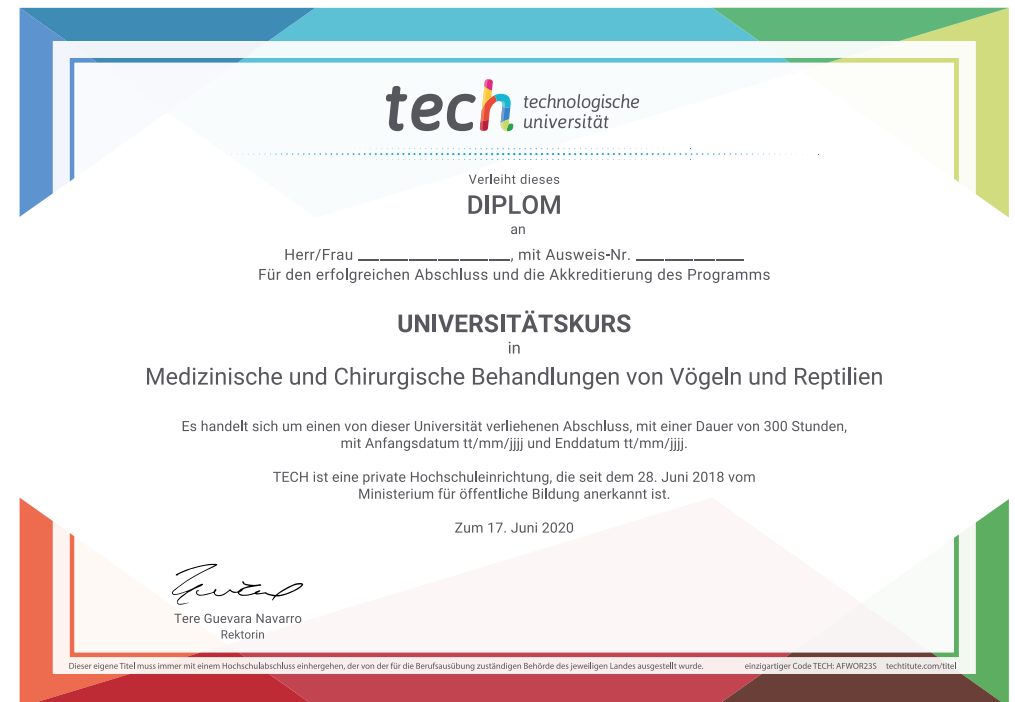 tech technologische
universität
Verleiht dieses
DIPLOM
an
Herr/Frau ________________, mit Ausweis-Nr. ____________
Für den erfolgreichen Abschluss und die Akkreditierung des Programms
UNIVERSITÄTSKURS
in
Medizinische und Chirurgische Behandlungen von Vögeln und Reptilien
Es handelt sich um einen von dieser Universität verliehenen Abschluss, mit einer Dauer von 300 Stunden,
mit Anfangsdatum tt/mm/jjjj und Enddatum tt/mm/jjjj.
TECH ist eine private Hochschuleinrichtung, die seit dem 28. Juni 2018 vom
Ministerium für öffentliche Bildung anerkannt ist.
Zum 17. Juni 2020
Tere Guevara Navarro
Rektorin
Dieser eigene Titel muss immer mit einem Hochschulabschluss einhergehen, der von der für die Berufsausübung zuständigen Behörde des jeweiligen Landes ausgestellt wurde. einzigartiger Code TECH: AFWOR23S techtitute.com/titel